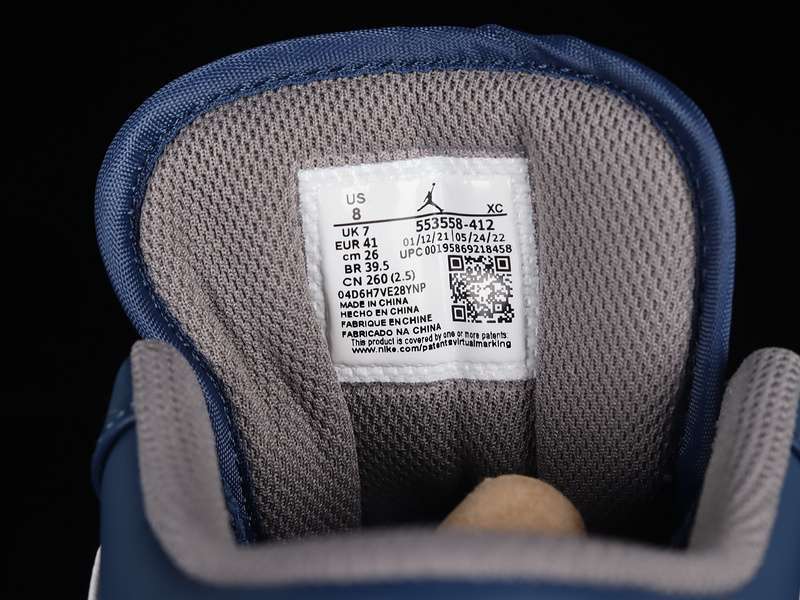 US
8
XC
UK 7
553558-412
EUR 41
01/12/21 05/24/22
cm 26
UPC 00195869218458
BR 39.5
CN 260 (2.5)
04D6H7VE28YNP
MADE IN CHINA
HECHO EN CHINA
FABRIQUE EN CHINE
FABRICADO NA CHINA
This product is covered by one or more patents:
www.nike.com/patentsvirtualmarking